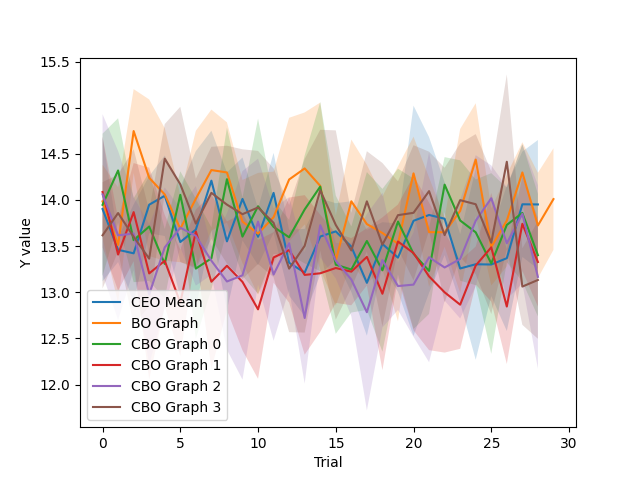 15.5
15.0
14.5
14.0
13.5
13.0
12.5
12.0
Y value
CEO Mean
BO Graph
CBO Graph 0
CBO Graph 1
CBO Graph 2
CBO Graph 3
0 5 10 15 20 25 30
Trial